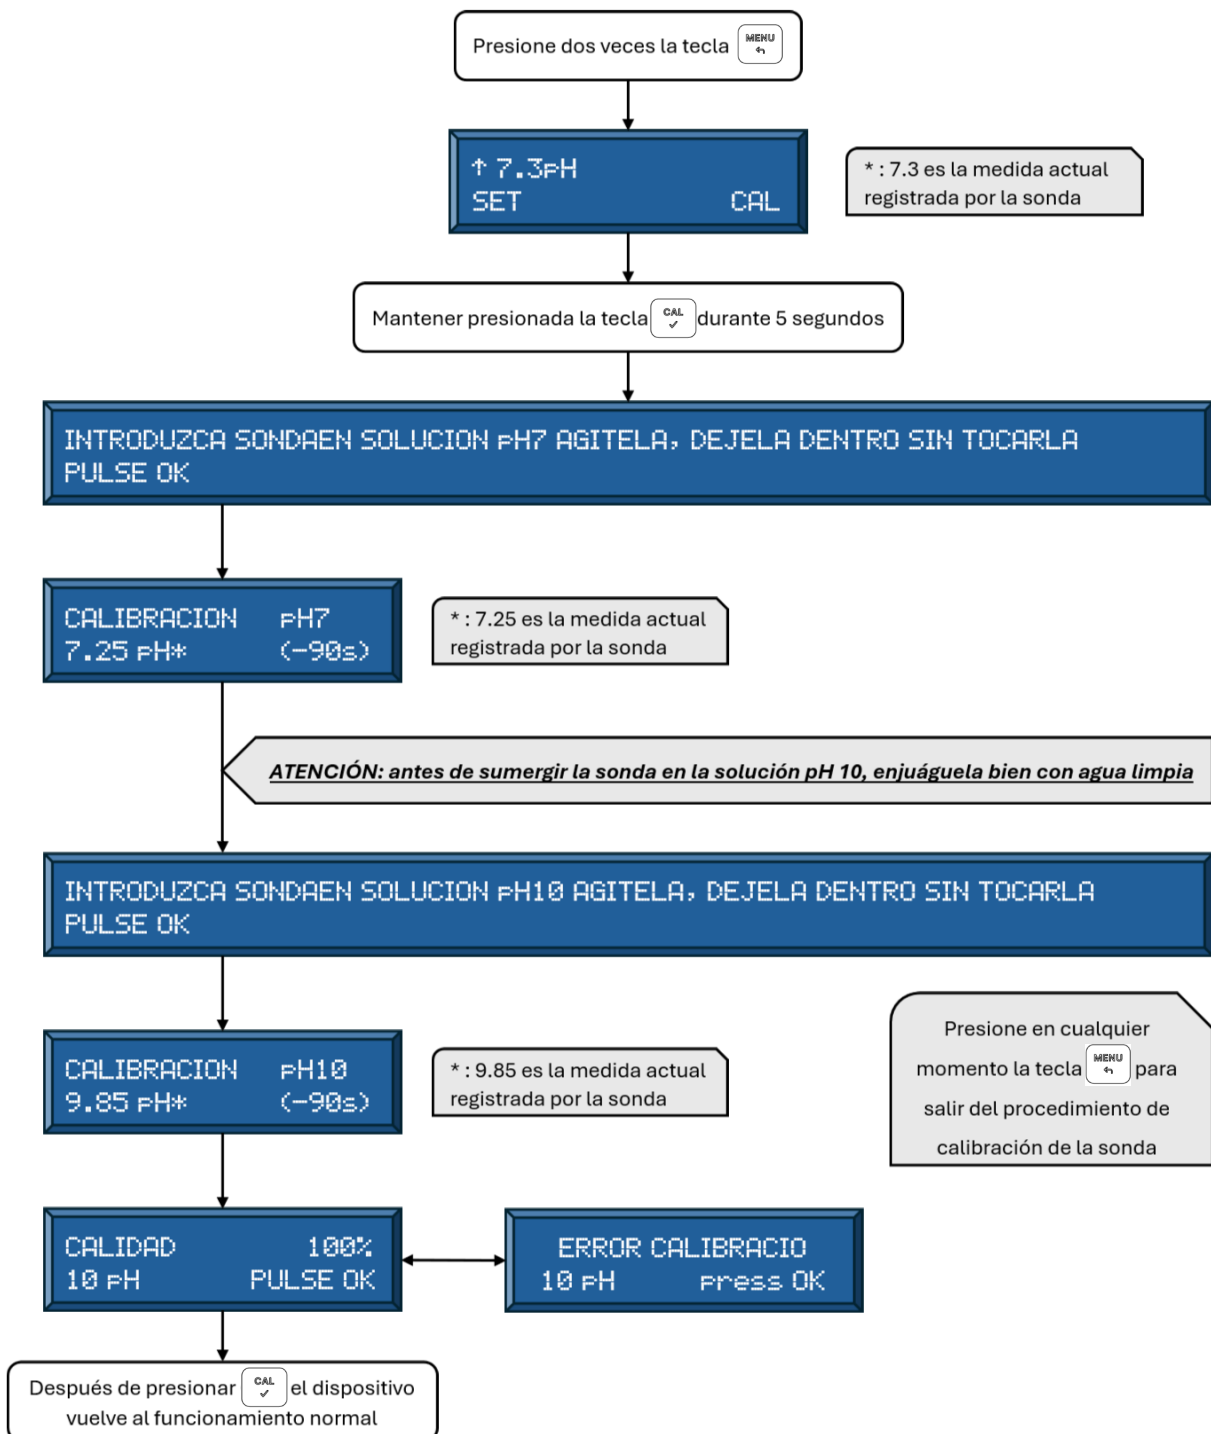 Presione dos veces la tecla MENU
↑ 7.3pH
SET CAL
* : 7.3 es la medida actual
registrada por la sonda
Mantener presionada la tecla CAL durante 5 segundos
INTRODUZCA SONDAEN SOLUCION pH7 AGITELA, DEJELA DENTRO SIN TOCARLA
PULSE OK
CALIBRACION pH7
7.25 pH* (-90s)
* : 7.25 es la medida actual
registrada por la sonda
ATENCIÓN: antes de sumergir la sonda en la solución pH 10, enjuáguela bien con agua limpia
INTRODUZCA SONDAEN SOLUCION pH10 AGITELA, DEJELA DENTRO SIN TOCARLA
PULSE OK
CALIBRACION pH10
9.85 pH* (-90s)
* : 9.85 es la medida actual
registrada por la sonda
Presione en cualquier
momento la tecla MENU para
salir del procedimiento de
calibración de la sonda
CALIDAD 100%
10 pH PULSE OK
ERROR CALIBRACIO
10 pH press OK
Después de presionar CAL el dispositivo
vuelve al funcionamiento normal